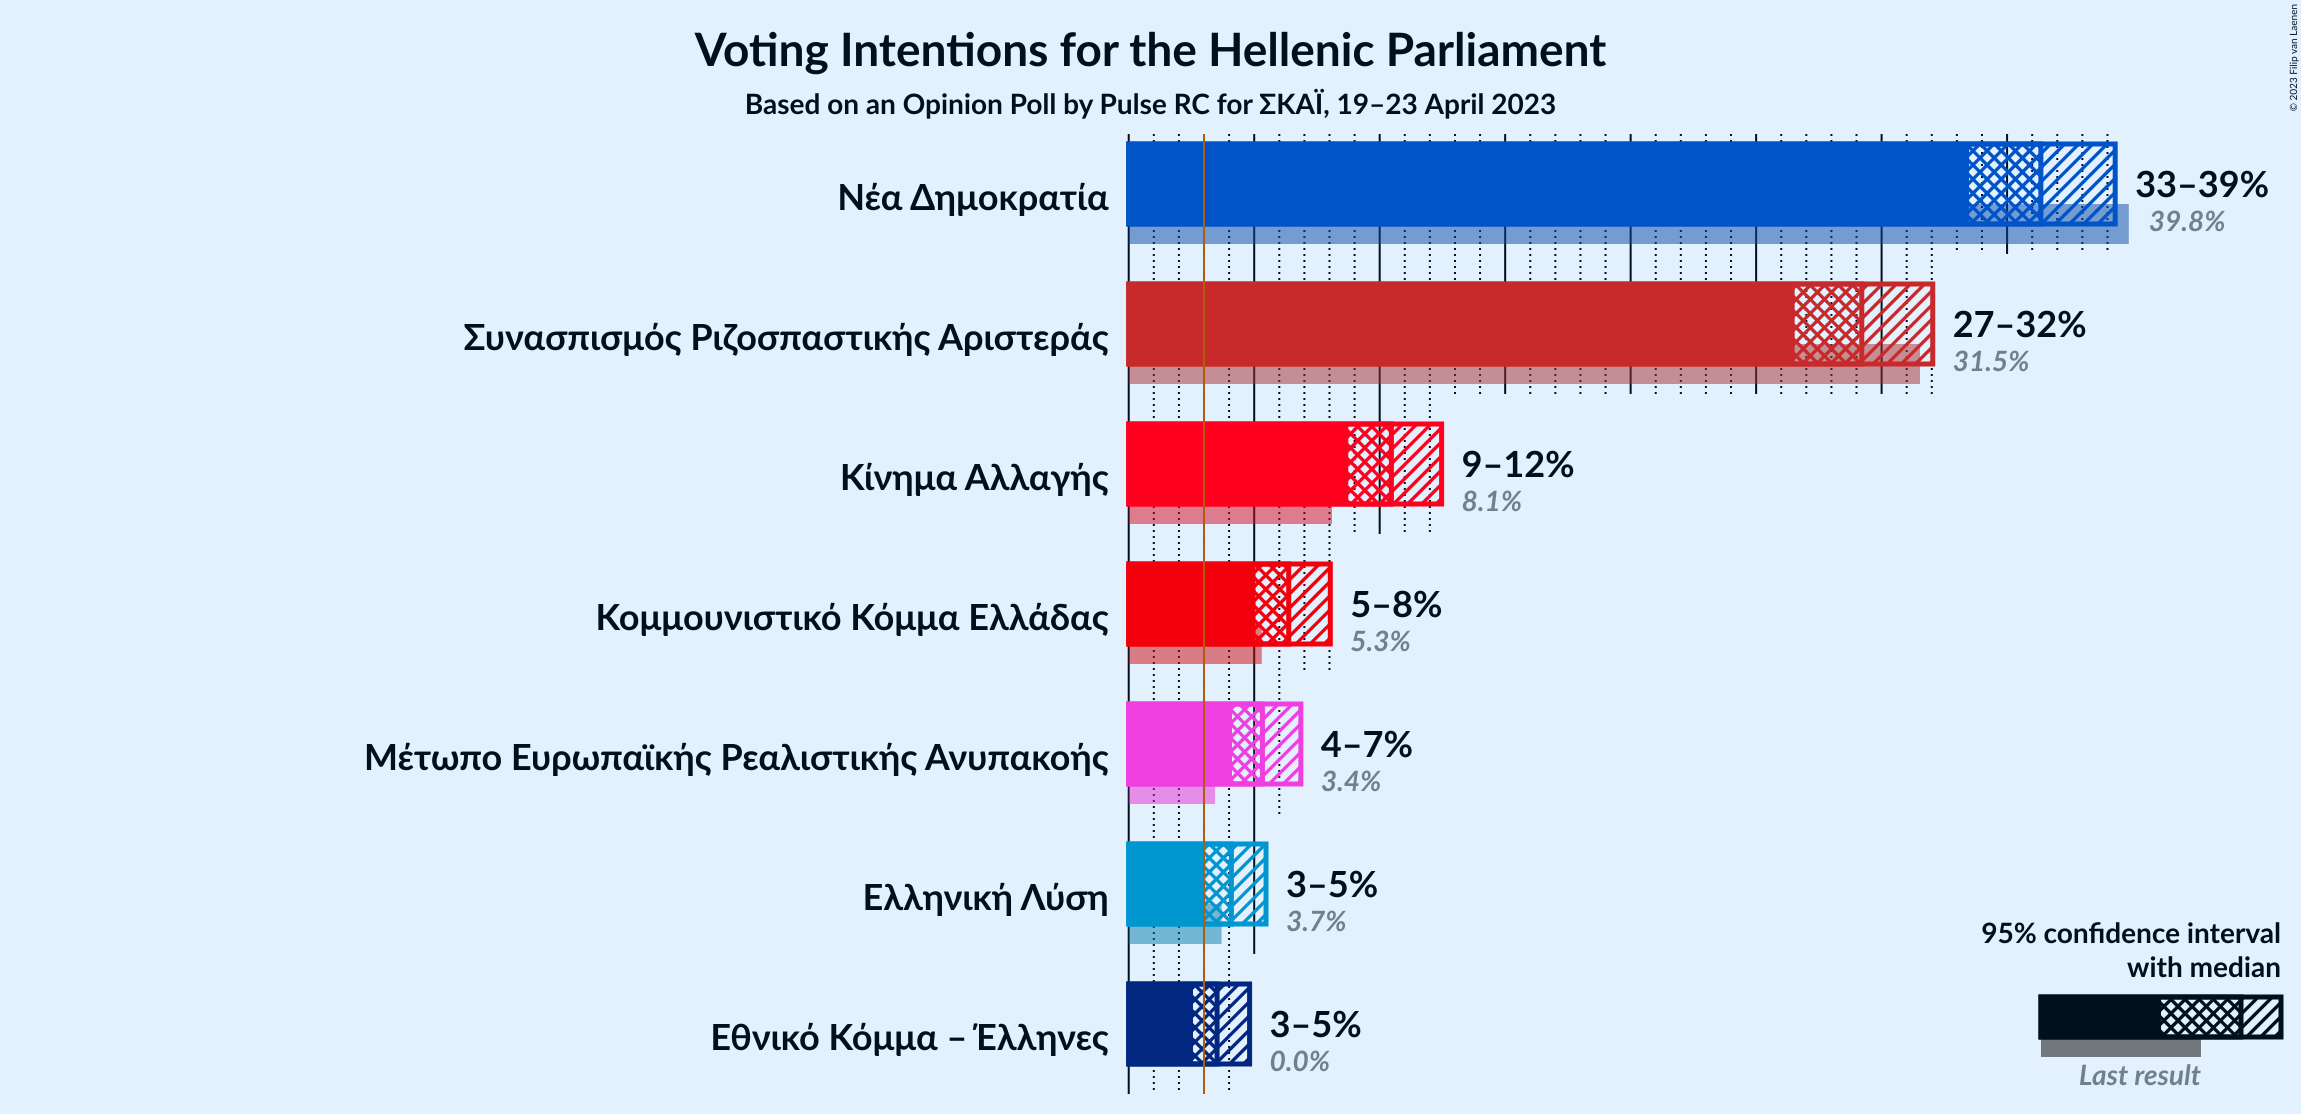 Voting Intentions for the Hellenic Parliament
Based on an Opinion Poll by Pulse RC for ΣΚΑΪ, 19–23 April 2023
© 2023 Filip van Laenen
Νέα Δημοκρατία
33–39%
39.8%
Συνασπισμός Ριζοσπαστικής Αριστεράς
27–32%
31.5%
Κίνημα Αλλαγής
9–12%
8.1%
Κομμουνιστικό Κόμμα Ελλάδας
5–8%
5.3%
Μέτωπο Ευρωπαϊκής Ρεαλιστικής Ανυπακοής
4–7%
3.4%
Ελληνική Λύση
3–5%
3.7%
Εθνικό Κόμμα – Έλληνες
3–5%
0.0%
95% confidence interval
with median
Last result